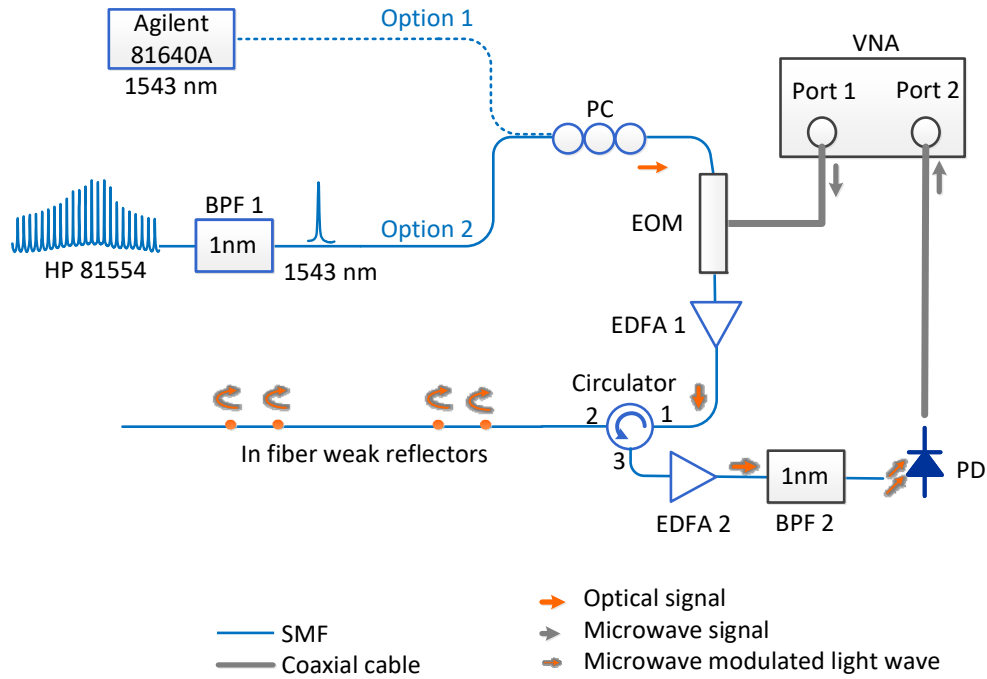 Agilent
81640A
1543 nm
Option 1
VNA
Port 1
Port 2
PC
BPF 1
1nm
HP 81554
1543 nm
Option 2
EOM
EDFA 1
Circulator
2
1
3
In fiber weak reflectors
EDFA 2
1nm
BPF 2
PD
SMF
Coaxial cable
Optical signal
Microwave signal
Microwave modulated light wave